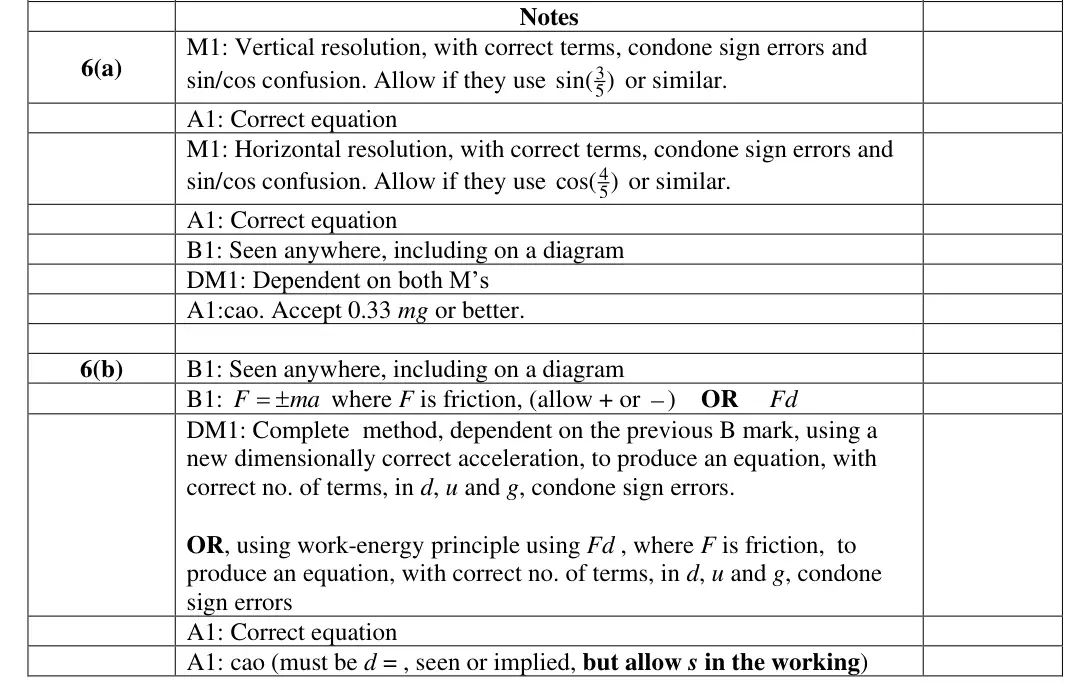 Notes
6(a)
M1: Vertical resolution, with correct terms, condone sign errors and
sin/cos confusion. Allow if they use sin(3/5) or similar.
A1: Correct equation
M1: Horizontal resolution, with correct terms, condone sign errors and
sin/cos confusion. Allow if they use cos(4/5) or similar.
A1: Correct equation
B1: Seen anywhere, including on a diagram
DM1: Dependent on both M’s
A1:cao. Accept 0.33 mg or better.
6(b)
B1: Seen anywhere, including on a diagram
B1: F = ±ma where F is friction, (allow + or –) OR Fd
DM1: Complete method, dependent on the previous B mark, using a
new dimensionally correct acceleration, to produce an equation, with
correct no. of terms, in d, u and g, condone sign errors.
OR, using work-energy principle using Fd , where F is friction, to
produce an equation, with correct no. of terms, in d, u and g, condone
sign errors
A1: Correct equation
A1: cao (must be d = , seen or implied, but allow s in the working)